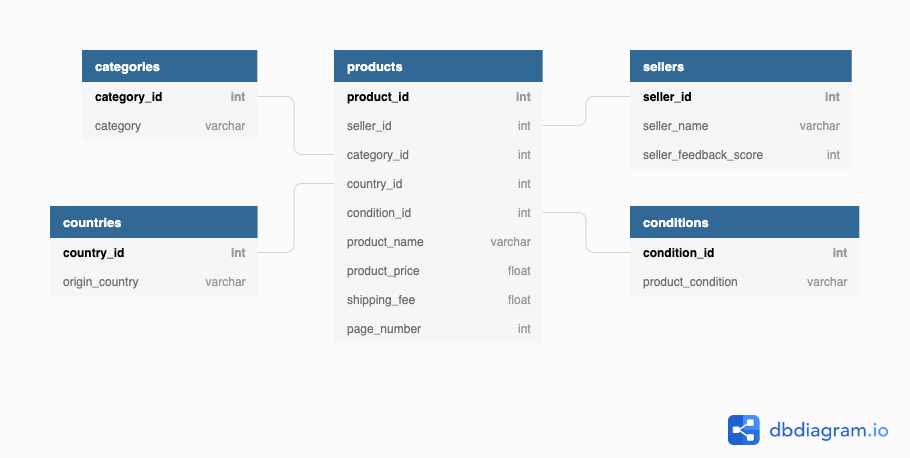 categories
category_id int
category varchar
countries
country_id int
origin_country varchar
products
product_id int
seller_id int
category_id int
country_id int
condition_id int
product_name varchar
product_price float
shipping_fee float
page_number int
sellers
seller_id int
seller_name varchar
seller_feedback_score int
conditions
condition_id int
product_condition varchar
dbdiagram.io